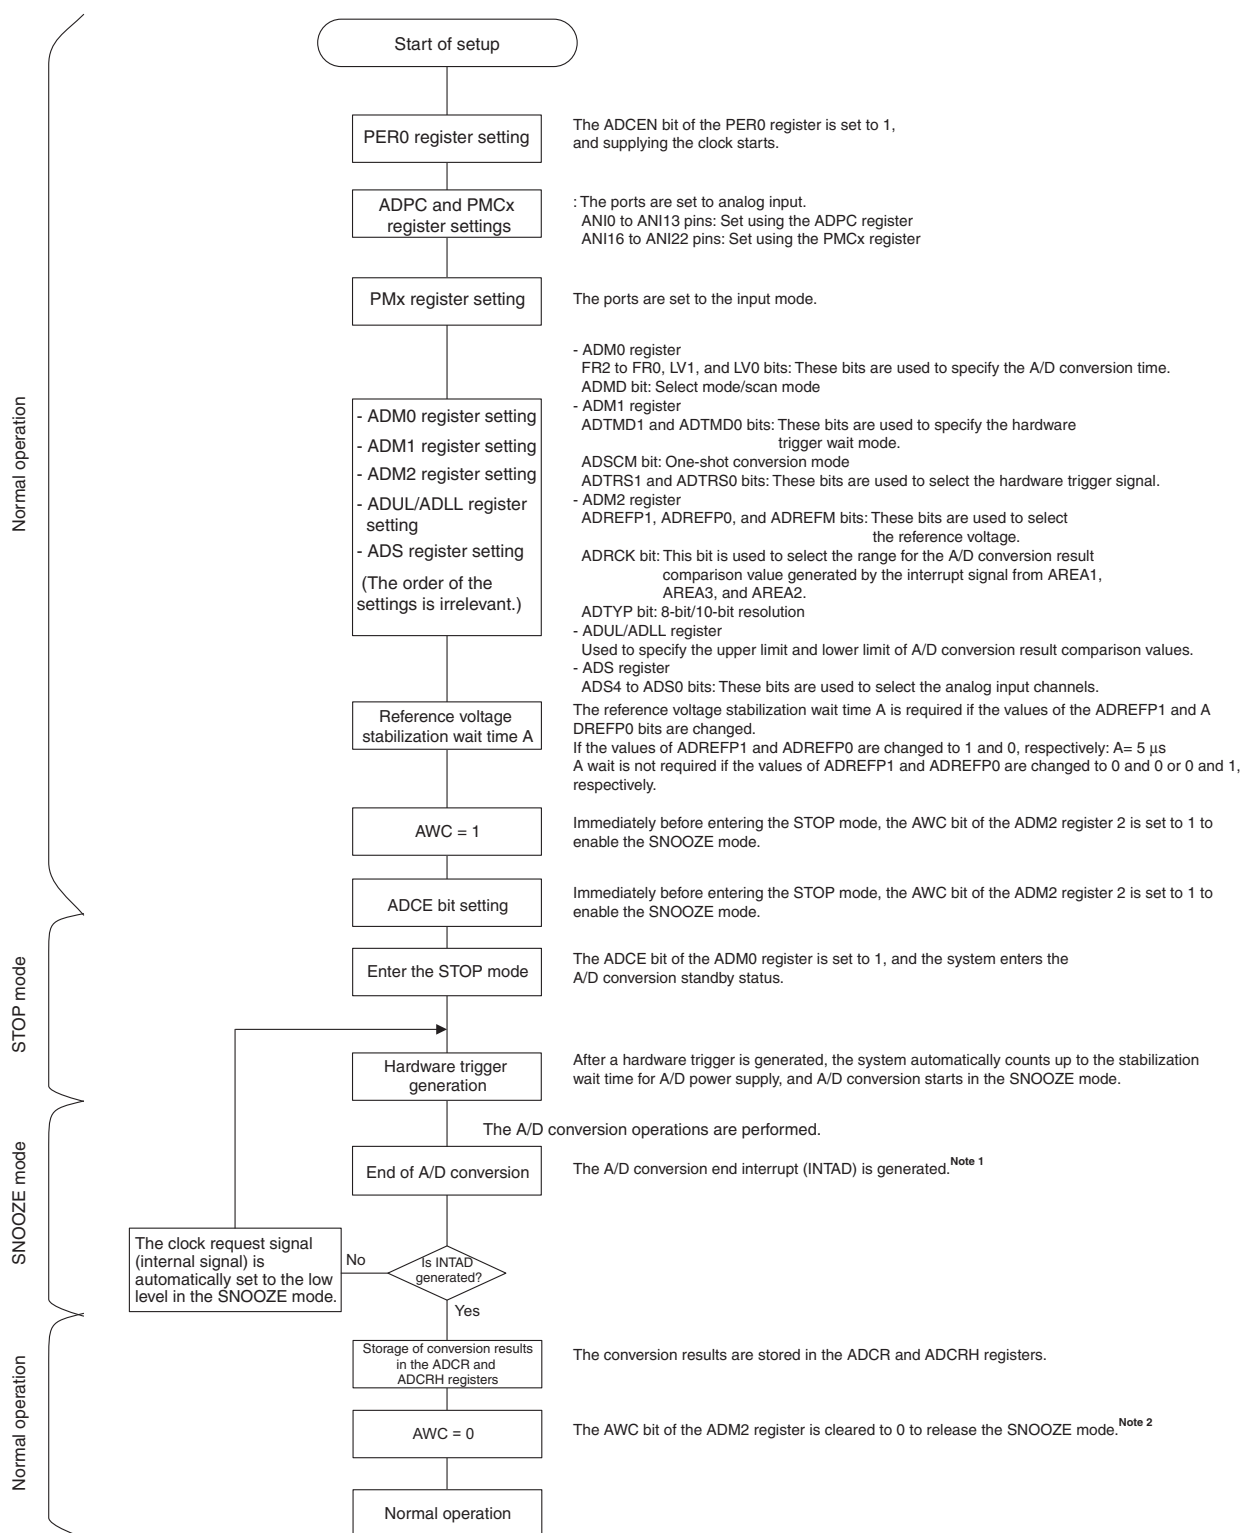 Start of setup
PER0 register setting
The ADCEN bit of the PER0 register is set to 1,
and supplying the clock starts.
ADPC and PMCx
register settings
: The ports are set to analog input.
ANI0 to ANI13 pins: Set using the ADPC register
ANI16 to ANI22 pins: Set using the PMCx register
PMx register setting
The ports are set to the input mode.
Normal operation
- ADM0 register setting
- ADM1 register setting
- ADM2 register setting
- ADUL/ADLL register
setting
- ADS register setting
(The order of the
settings is irrelevant.)
- ADM0 register
FR2 to FR0, LV1, and LV0 bits: These bits are used to specify the A/D conversion time.
ADMD bit: Select mode/scan mode
- ADM1 register
ADTMD1 and ADTMD0 bits: These bits are used to specify the hardware
trigger wait mode.
ADSCM bit: One-shot conversion mode
ADTRS1 and ADTRS0 bits: These bits are used to select the hardware trigger signal.
- ADM2 register
ADREFP1, ADREFP0, and ADREFM bits: These bits are used to select
the reference voltage.
ADRCK bit: This bit is used to select the range for the A/D conversion result
comparison value generated by the interrupt signal from AREA1,
AREA3, and AREA2.
ADTYP bit: 8-bit/10-bit resolution
- ADUL/ADLL register
Used to specify the upper limit and lower limit of A/D conversion result comparison values.
- ADS register
ADS4 to ADS0 bits: These bits are used to select the analog input channels.
Reference voltage
stabilization wait time A
The reference voltage stabilization wait time A is required if the values of the ADREFP1 and A
DREFP0 bits are changed.
If the values of ADREFP1 and ADREFP0 are changed to 1 and 0, respectively: A= 5 μs
A wait is not required if the values of ADREFP1 and ADREFP0 are changed to 0 and 0 or 0 and 1,
respectively.
AWC = 1
Immediately before entering the STOP mode, the AWC bit of the ADM2 register 2 is set to 1 to
enable the SNOOZE mode.
ADCE bit setting
Immediately before entering the STOP mode, the AWC bit of the ADM2 register 2 is set to 1 to
enable the SNOOZE mode.
STOP mode
Enter the STOP mode
The ADCE bit of the ADM0 register is set to 1, and the system enters the
A/D conversion standby status.
Hardware trigger
generation
After a hardware trigger is generated, the system automatically counts up to the stabilization
wait time for A/D power supply, and A/D conversion starts in the SNOOZE mode.
SNOOZE mode
The A/D conversion operations are performed.
End of A/D conversion
The A/D conversion end interrupt (INTAD) is generated.Note 1
The clock request signal
(internal signal) is
automatically set to the low
level in the SNOOZE mode.
No
Is INTAD
generated?
Yes
Normal operation
Storage of conversion results
in the ADCR and
ADCRH registers
The conversion results are stored in the ADCR and ADCRH registers.
AWC = 0
The AWC bit of the ADM2 register is cleared to 0 to release the SNOOZE mode.Note 2
Normal operation